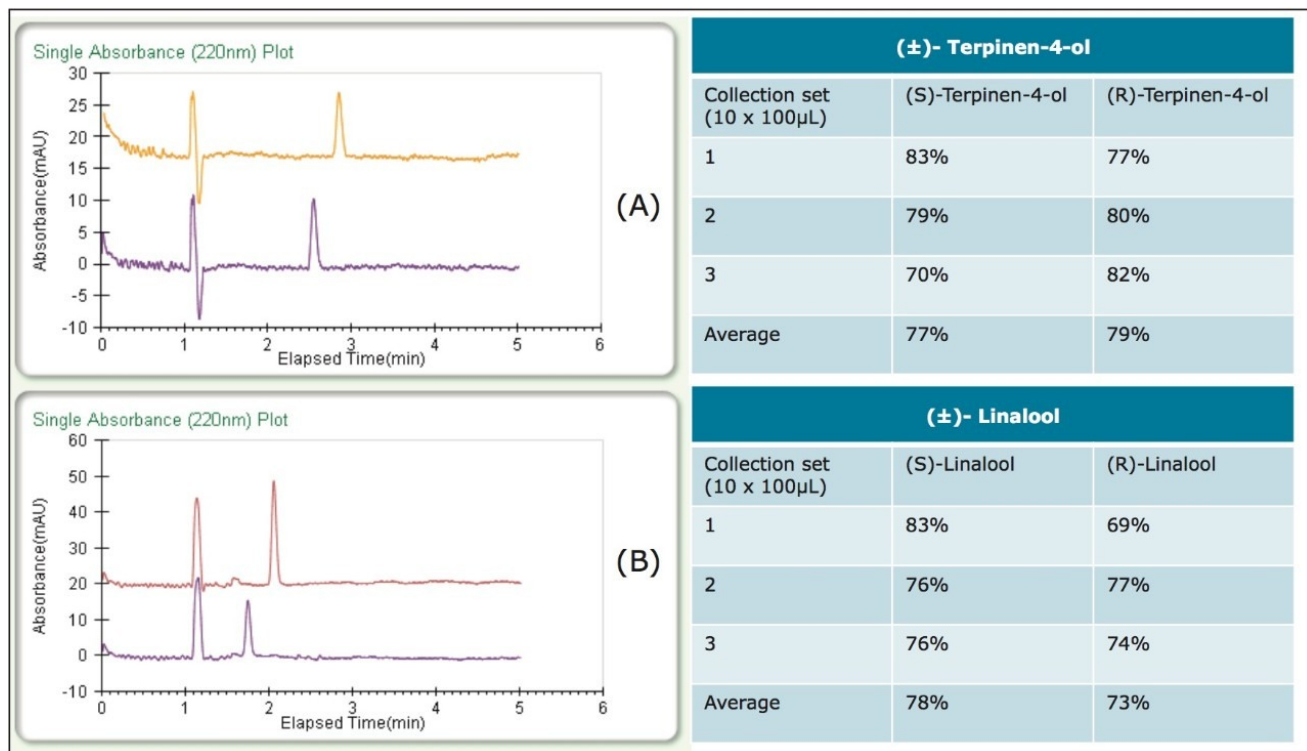 Single Absorbance (220nm) Plot
Absorbance(mAU)
30
25
20
15
10
5
0
-5
-10
0 1 2 3 4 5 6
Elapsed Time(min)
(A)
(±)- Terpinen-4-ol
Collection set (S)-Terpinen-4-ol (R)-Terpinen-4-ol
(10 x 100µL)
1 83% 77%
2 79% 80%
3 70% 82%
Average 77% 79%
Single Absorbance (220nm) Plot
Absorbance(mAU)
60
50
40
30
20
10
0
-10
0 1 2 3 4 5 6
Elapsed Time(min)
(B)
(±)- Linalool
Collection set (S)-Linalool (R)-Linalool
(10 x 100µL)
1 83% 69%
2 76% 77%
3 76% 74%
Average 78% 73%